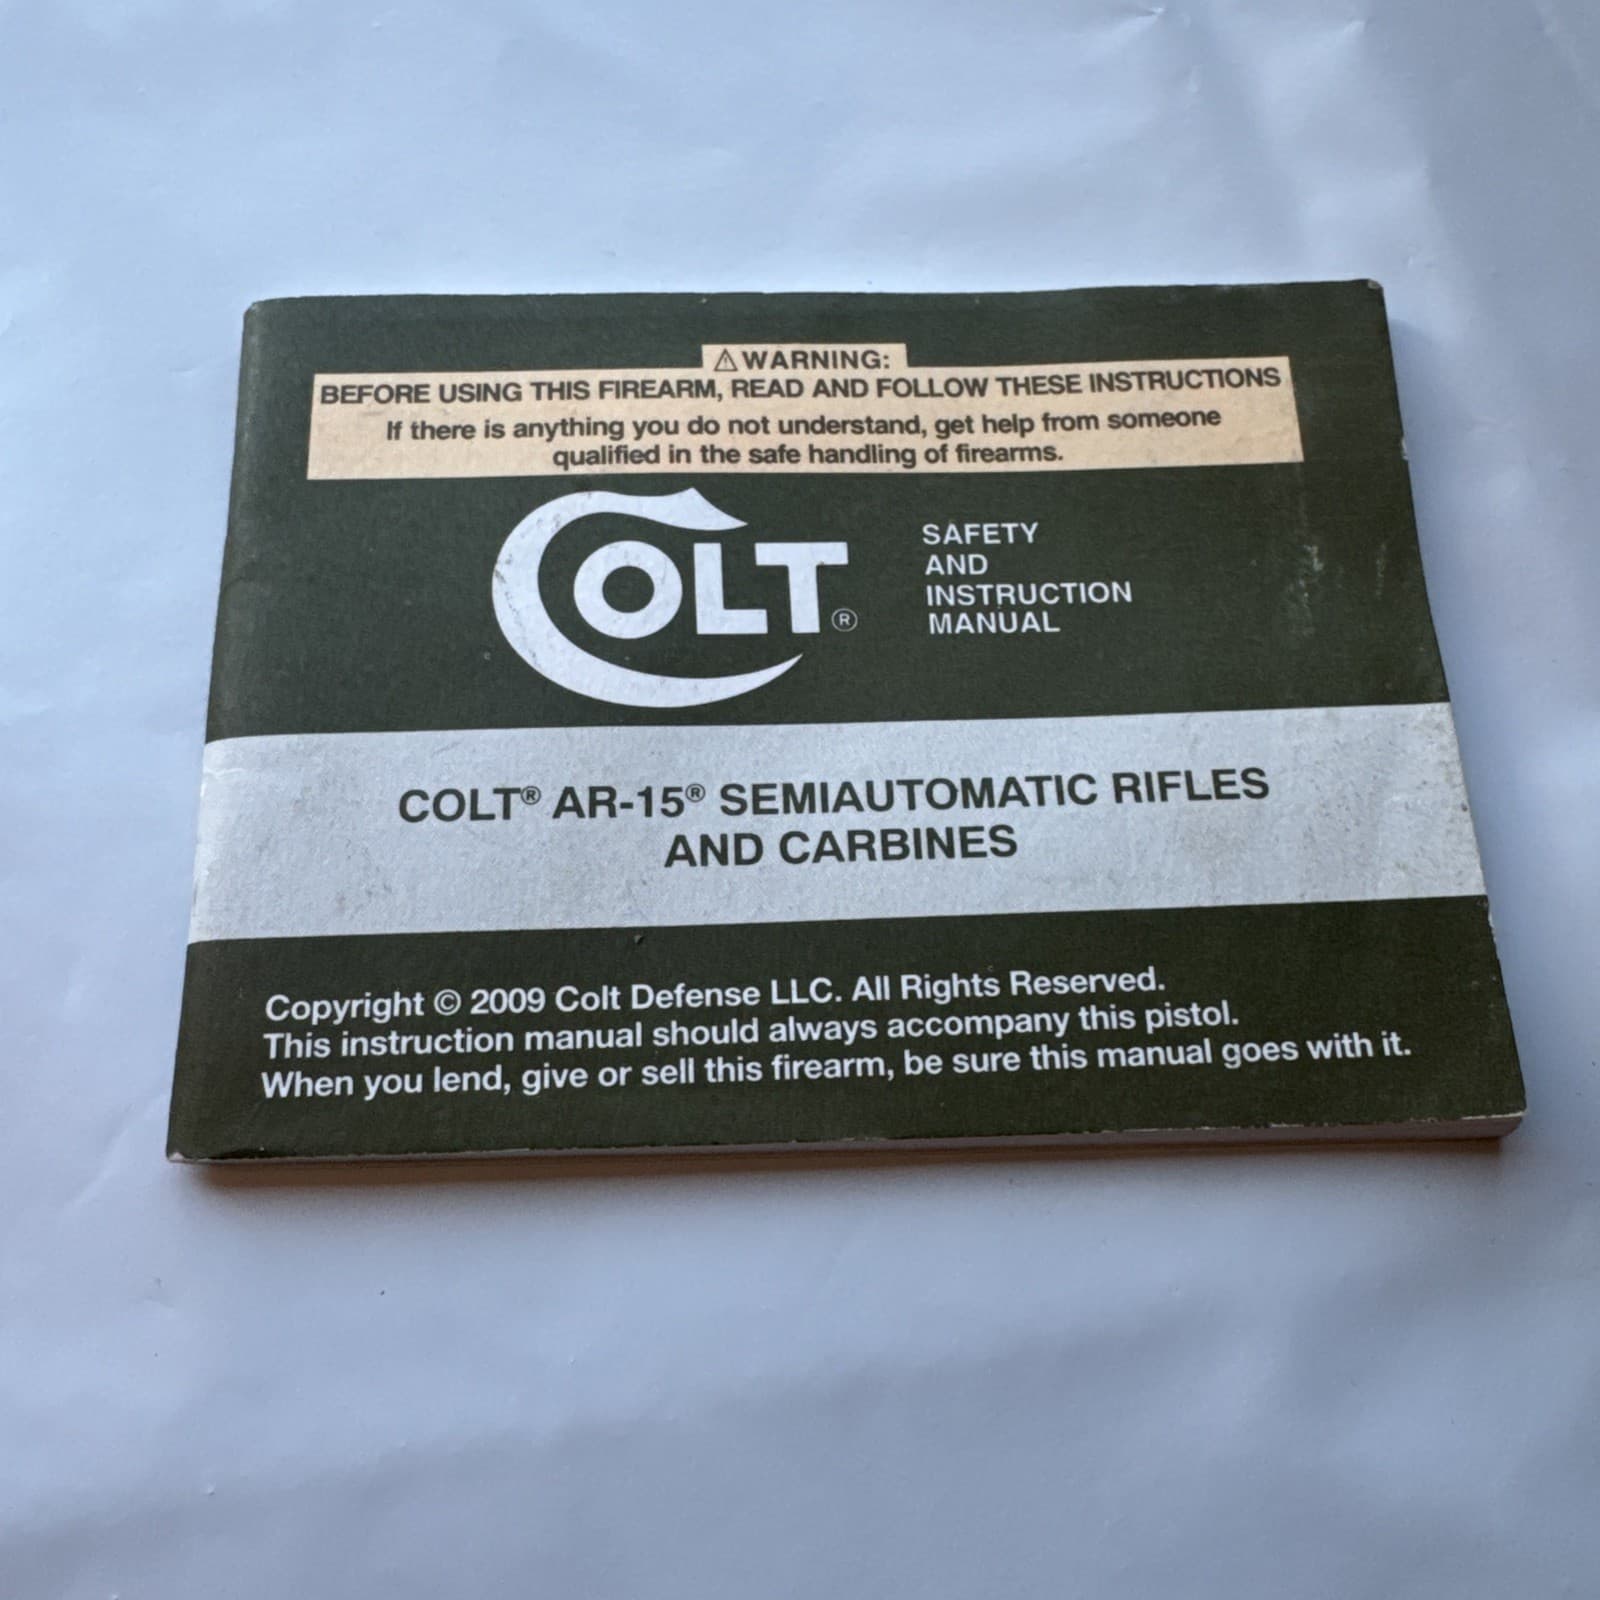 ⚠WARNING:
BEFORE USING THIS FIREARM, READ AND FOLLOW THESE INSTRUCTIONS
If there is anything you do not understand, get help from someone
qualified in the safe handling of firearms.
COLT®
SAFETY
AND
INSTRUCTION
MANUAL
COLT® AR-15® SEMIAUTOMATIC RIFLES
AND CARBINES
Copyright © 2009 Colt Defense LLC. All Rights Reserved.
This instruction manual should always accompany this pistol.
When you lend, give or sell this firearm, be sure this manual goes with it.